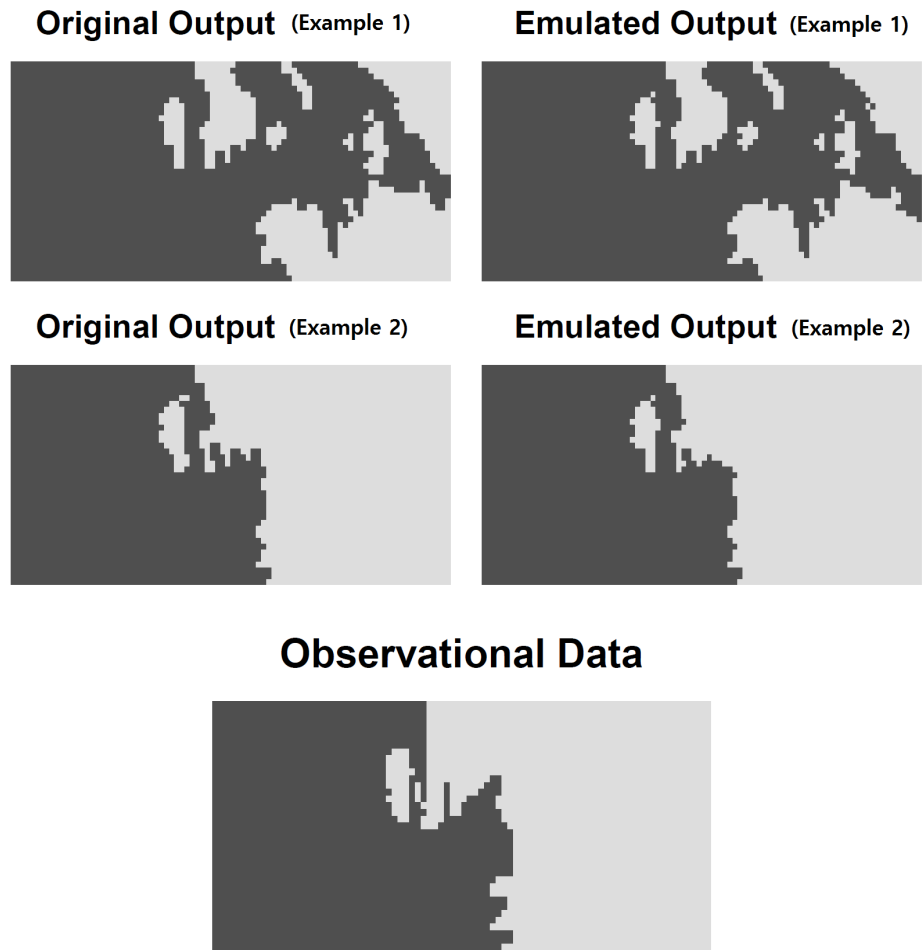 Original Output (Example 1)
Emulated Output (Example 1)
Original Output (Example 2)
Emulated Output (Example 2)
Observational Data